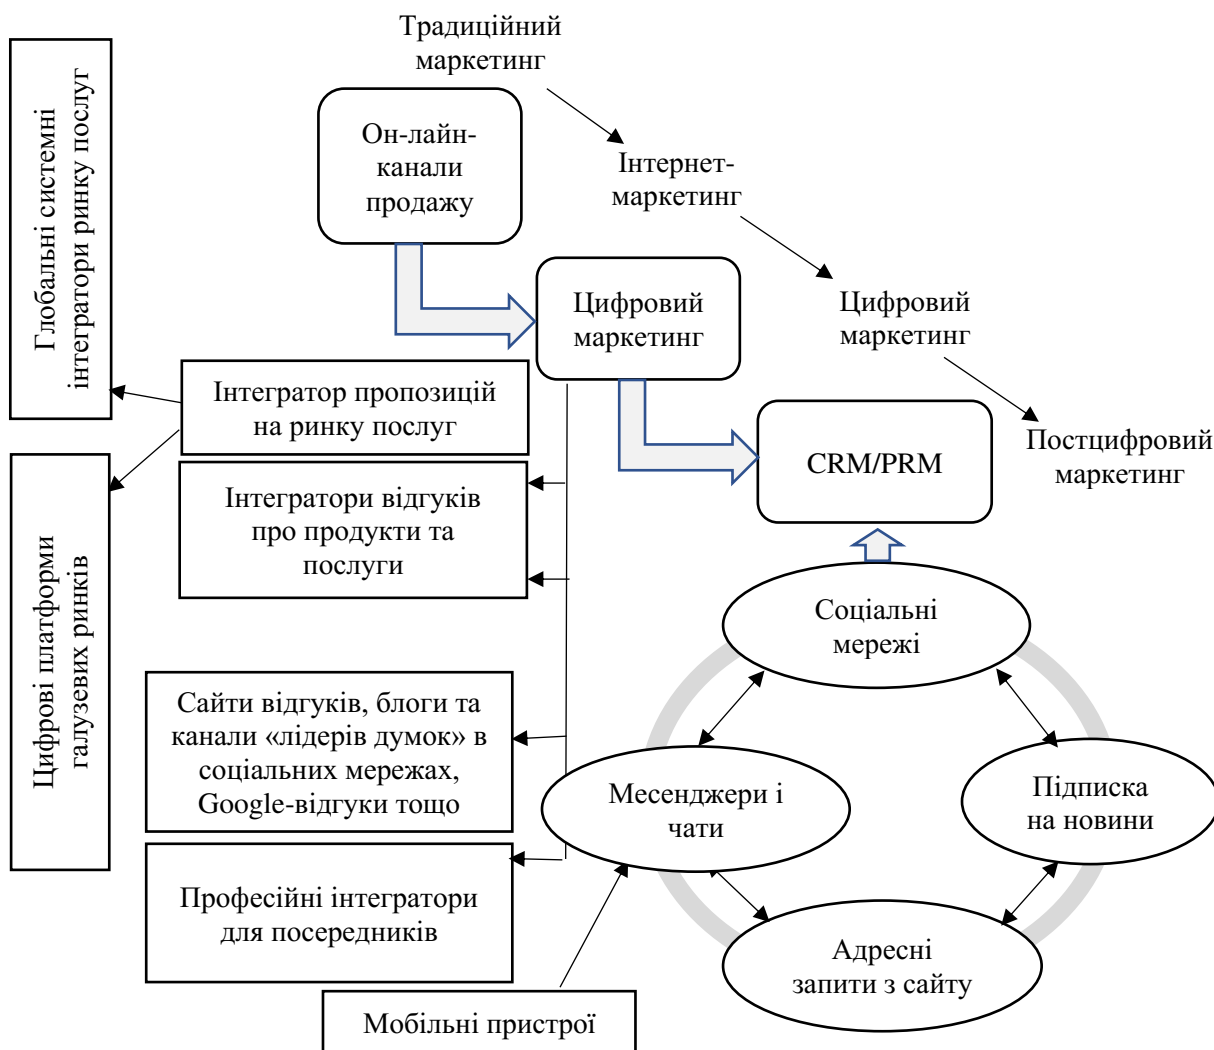 Традиційний
маркетинг
Он-лайн-
канали
продажу
Інтернет-
маркетинг
Глобальні системні
інтегратори ринку послуг
Цифровий
маркетинг
Цифровий
маркетинг
Інтегратор пропозицій
на ринку послуг
CRM/PRM
Постцифровий
маркетинг
Інтегратори відгуків
про продукти та
послуги
Цифрові платформи
галузевих ринків
Соціальні
мережі
Сайти відгуків, блоги та
канали «лідерів думок» в
соціальних мережах,
Google-відгуки тощо
Месенджери і
чати
Підписка
на новини
Професійні інтегратори
для посередників
Адресні
запити з сайту
Мобільні пристрої